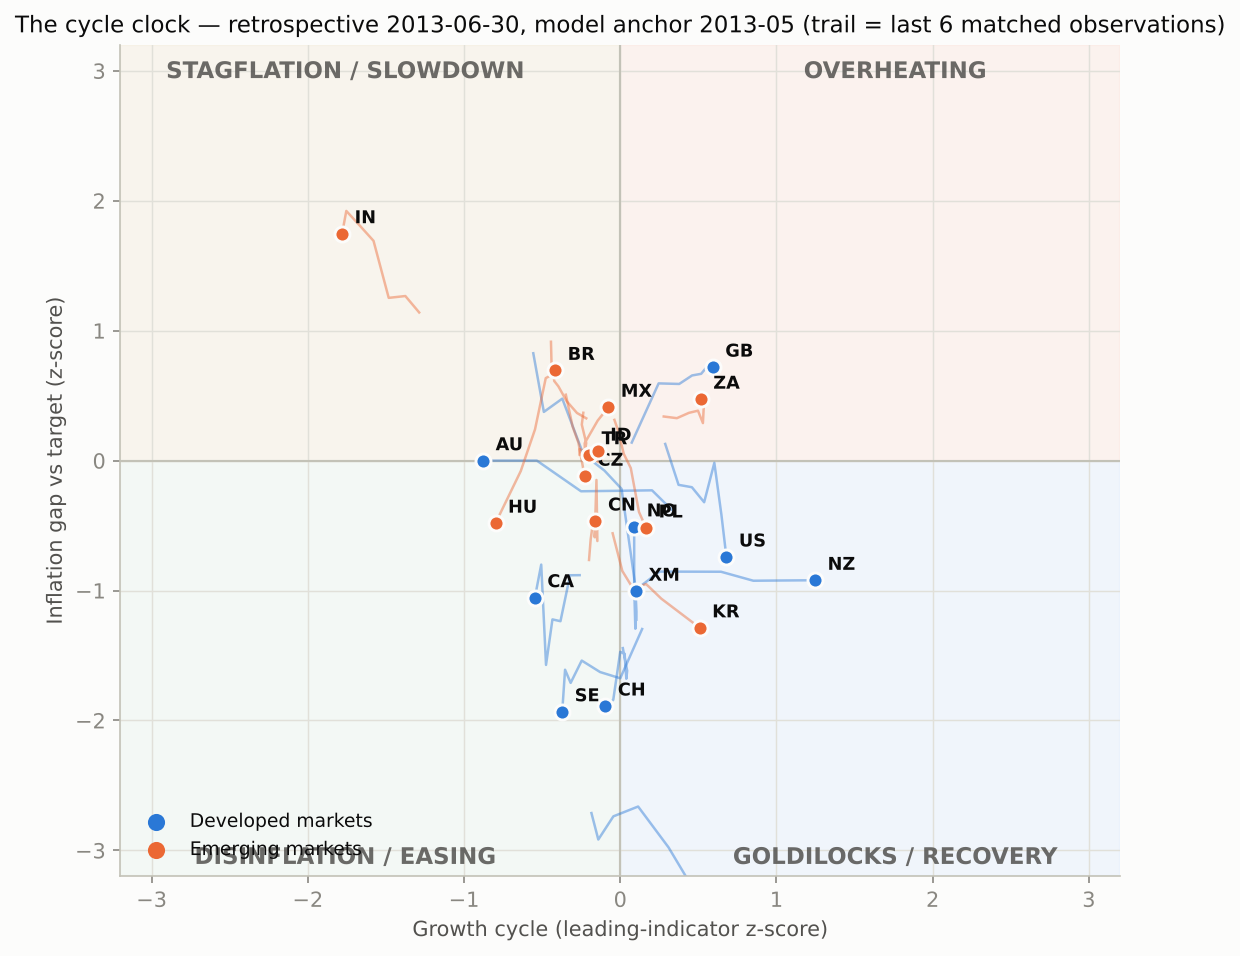 The cycle clock — retrospective 2013-06-30, model anchor 2013-05 (trail = last 6 matched observations)
STAGFLATION / SLOWDOWN
OVERHEATING
3
2
1
0
−1
−2
−3
Inflation gap vs target (z-score)
IN
BR
GB
ZA
MX
ID
TR
CZ
AU
HU
CN
NO
PL
US
NZ
CA
XM
KR
SE
CH
Developed markets
Emerging markets
DISINFLATION / EASING
GOLDILOCKS / RECOVERY
−3
−2
−1
0
1
2
3
Growth cycle (leading-indicator z-score)